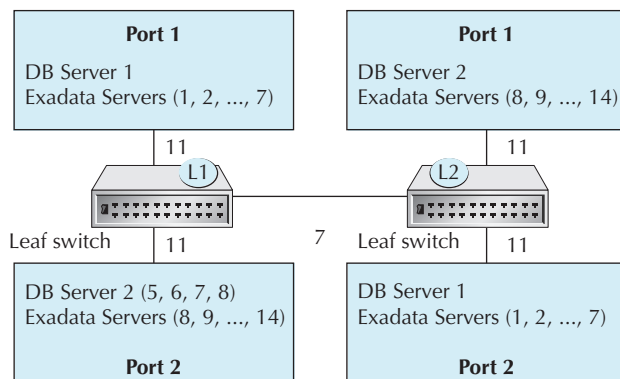 Port 1
DB Server 1
Exadata Servers (1, 2, ..., 7)
Port 1
DB Server 2
Exadata Servers (8, 9, ..., 14)
11
11
L1
L2
Leaf switch
11
7
Leaf switch
11
DB Server 2 (5, 6, 7, 8)
Exadata Servers (8, 9, ..., 14)
Port 2
DB Server 1
Exadata Servers (1, 2, ..., 7)
Port 2